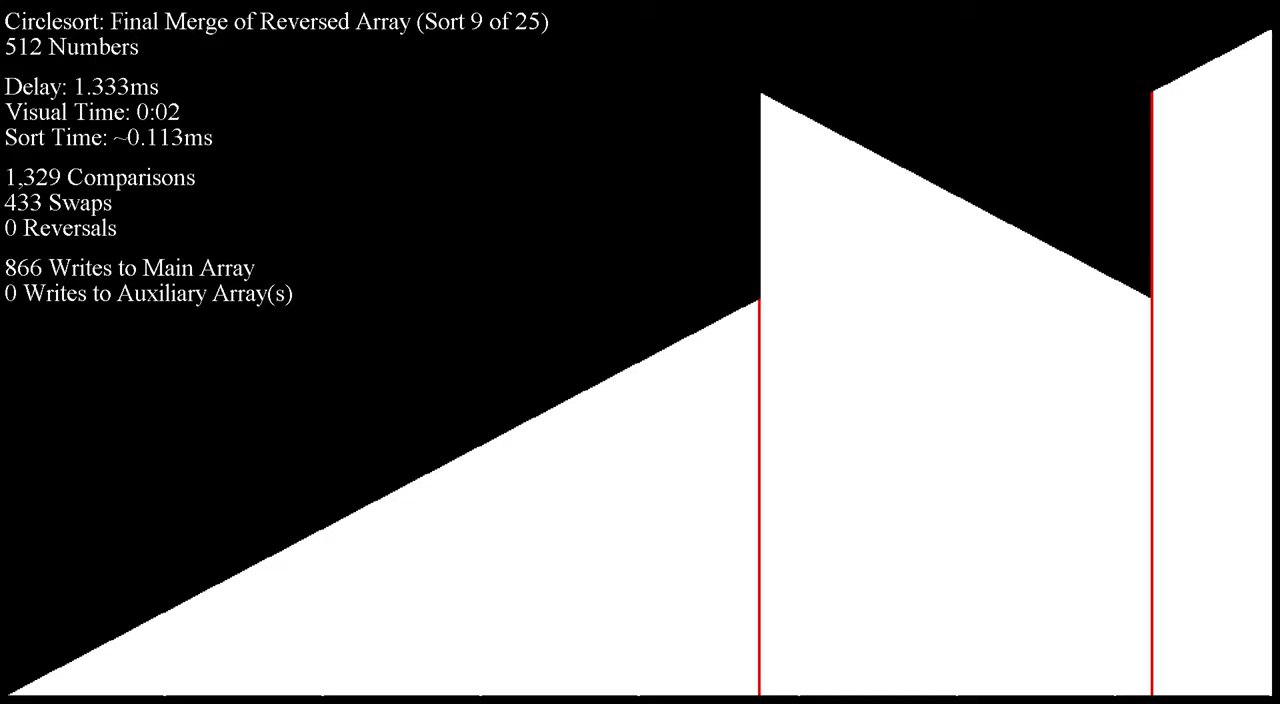 Circlesort: Final Merge of Reversed Array (Sort 9 of 25)
512 Numbers
Delay: 1.333ms
Visual Time: 0:02
Sort Time: ~0.113ms
1,329 Comparisons
433 Swaps
0 Reversals
866 Writes to Main Array
0 Writes to Auxiliary Array(s)